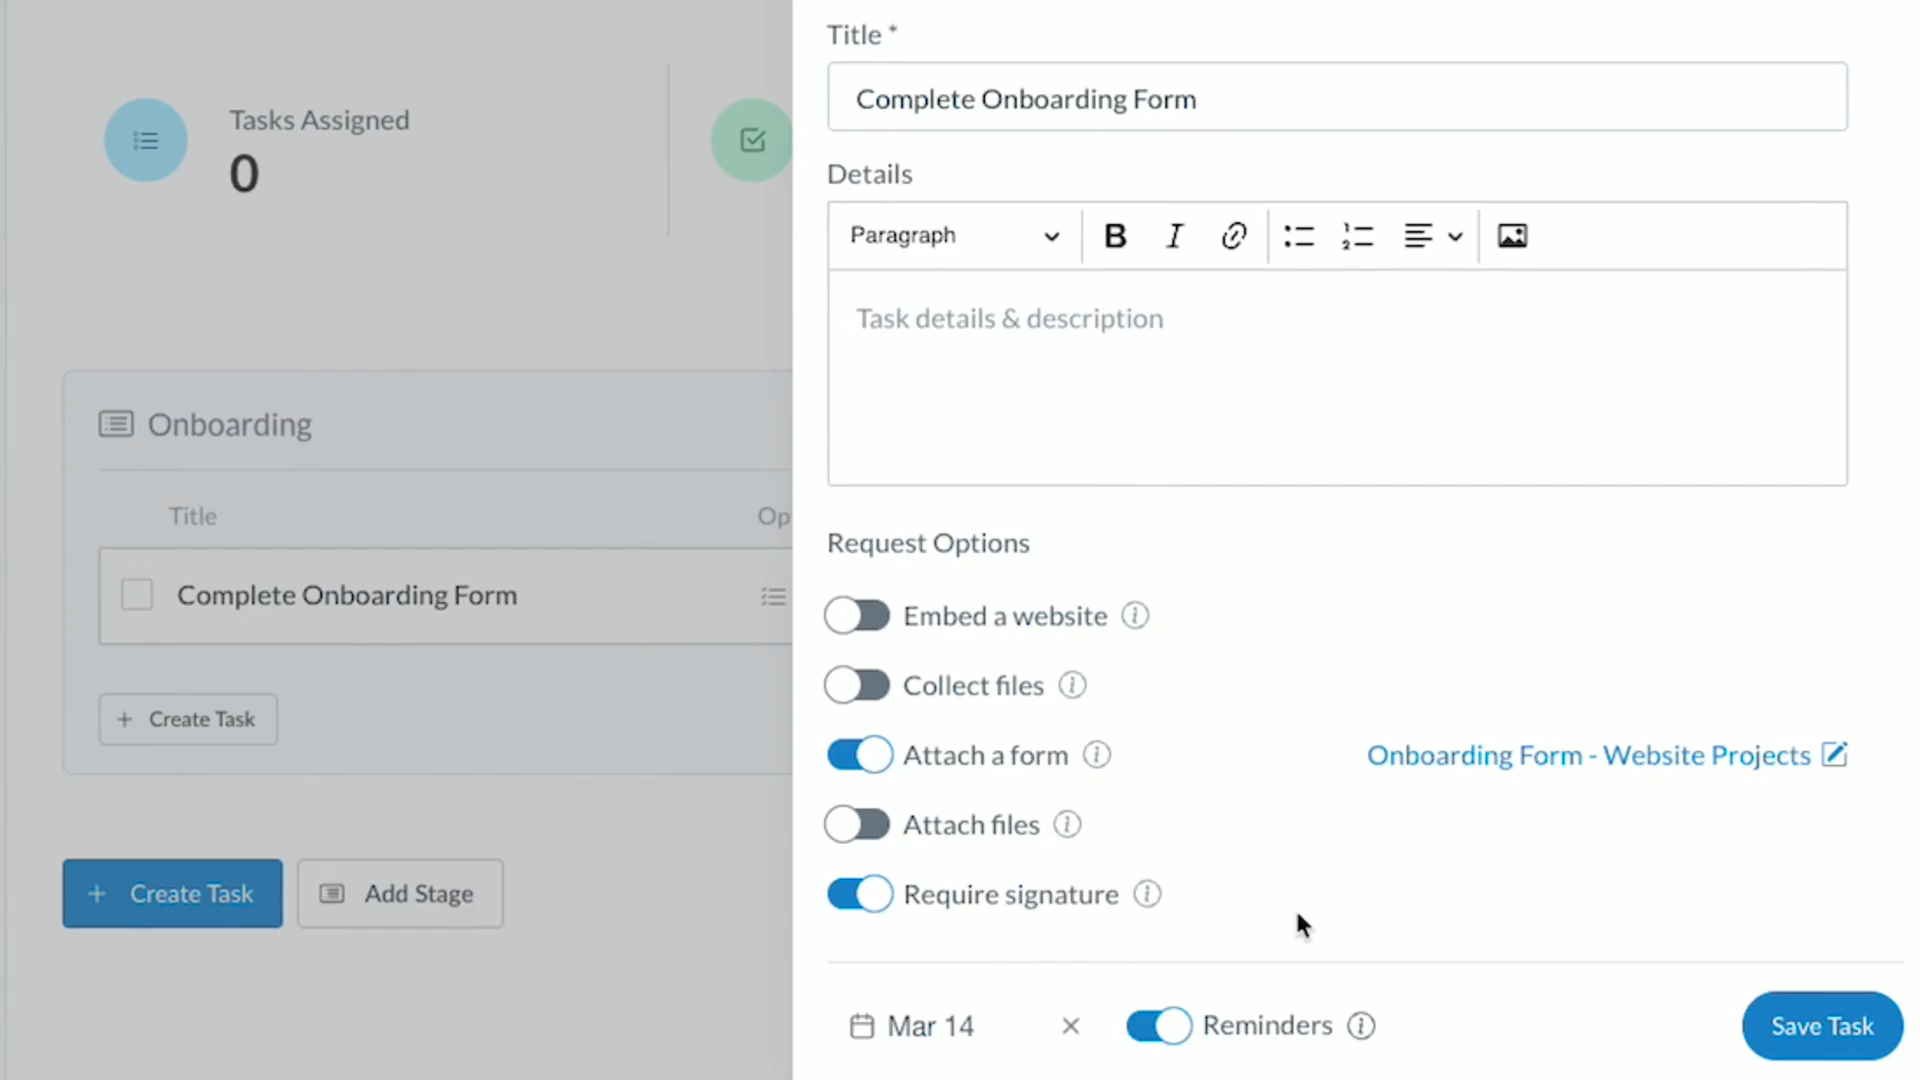 Tasks Assigned
0
Onboarding
Title
Op
Complete Onboarding Form
+ Create Task
+ Create Task
Add Stage
Title *
Complete Onboarding Form
Details
Paragraph
B I
Task details & description
Request Options
Embed a website
Collect files
Attach a form
Onboarding Form - Website Projects
Attach files
Require signature
Mar 14
Reminders
Save Task